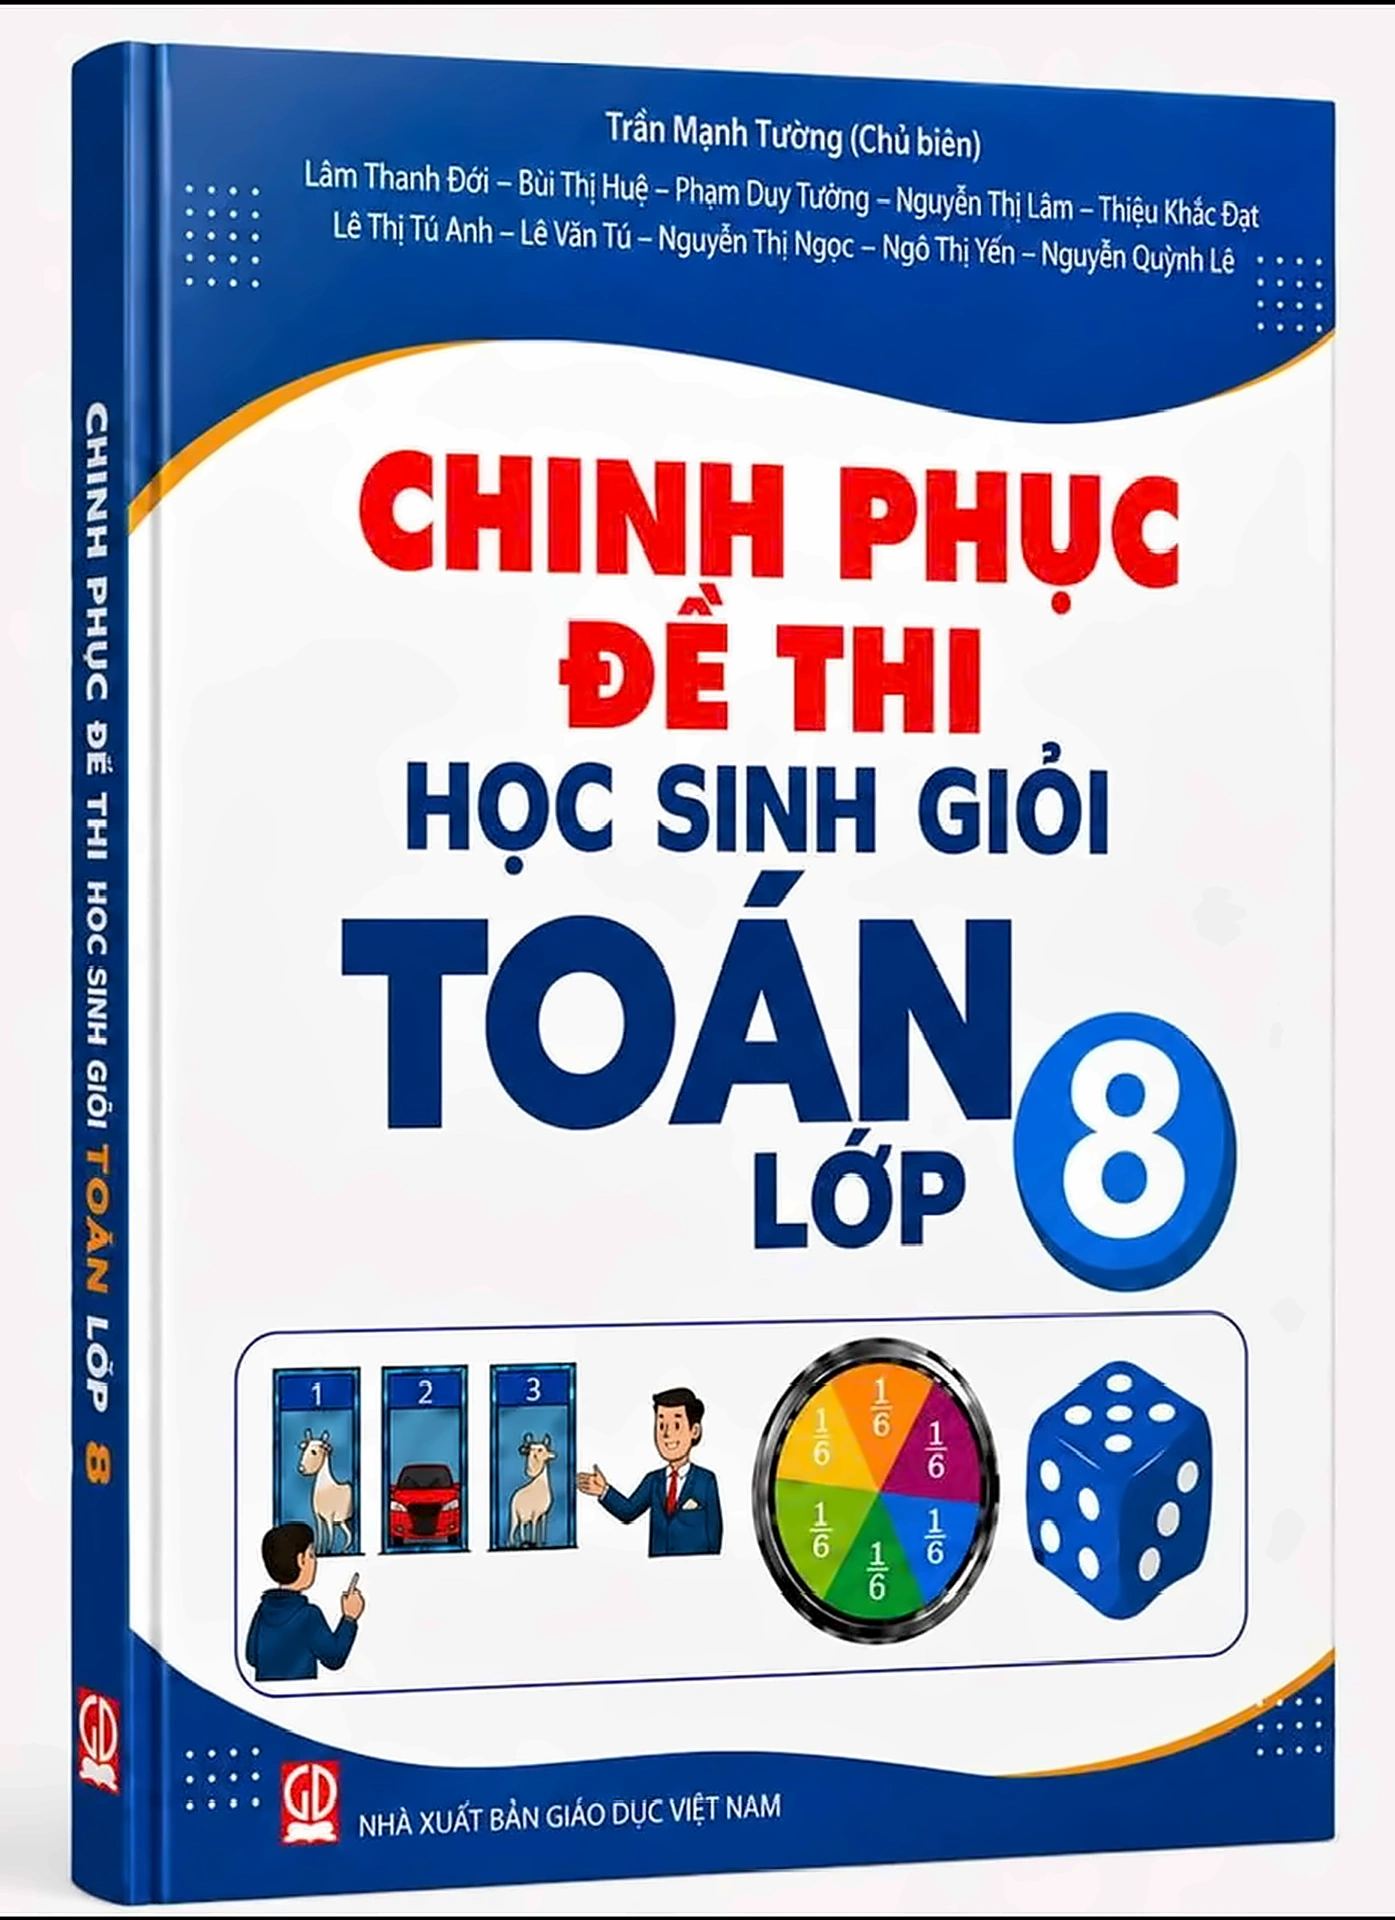 Trần Mạnh Tường (Chủ biên)
Lâm Thanh Đới – Bùi Thị Huệ – Phạm Duy Tường – Nguyễn Thị Lâm – Thiệu Khắc Đạt
Lê Thị Tú Anh – Lê Văn Tú – Nguyễn Thị Ngọc – Ngô Thị Yến – Nguyễn Quỳnh Lê
CHINH PHỤC
ĐỀ THI
HỌC SINH GIỎI
TOÁN
LỚP 8
1 2 3
1/6 1/6 1/6 1/6 1/6 1/6
GD
NHÀ XUẤT BẢN GIÁO DỤC VIỆT NAM
CHINH PHỤC ĐỀ THI HỌC SINH GIỎI TOÁN LỚP 8
GD